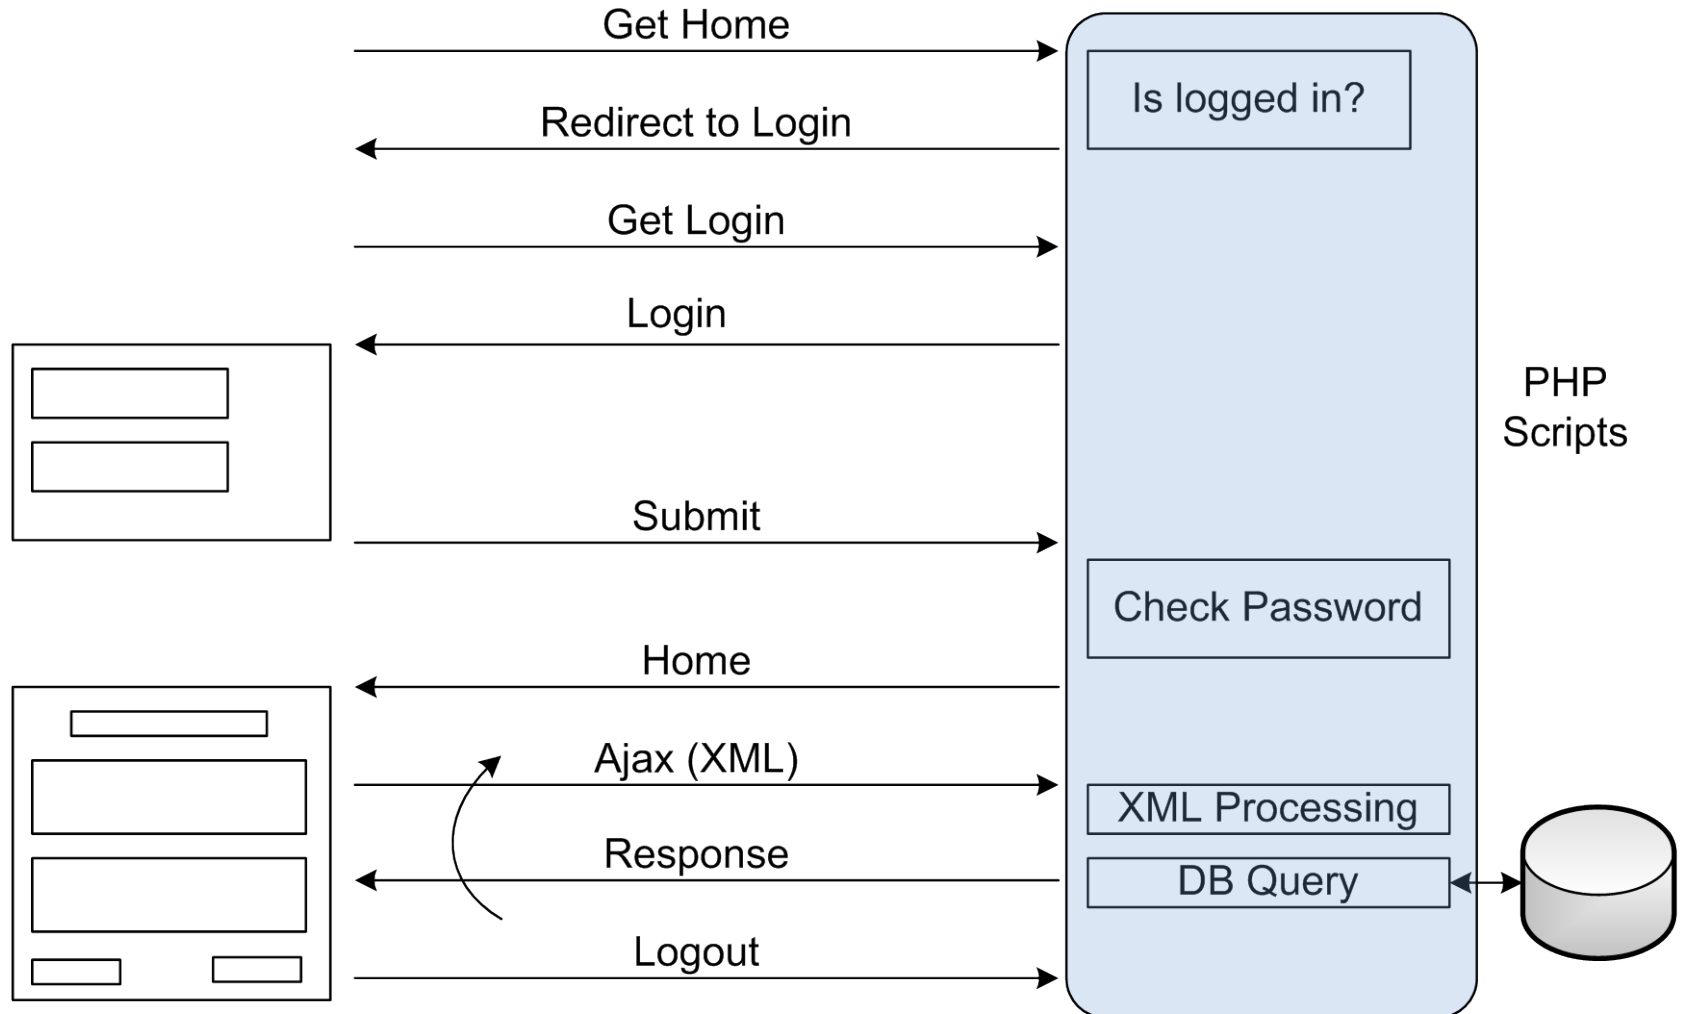 Get Home
Is logged in?
Redirect to Login
Get Login
Login
PHP
Scripts
Submit
Check Password
Home
Ajax (XML)
XML Processing
Response
DB Query
Logout